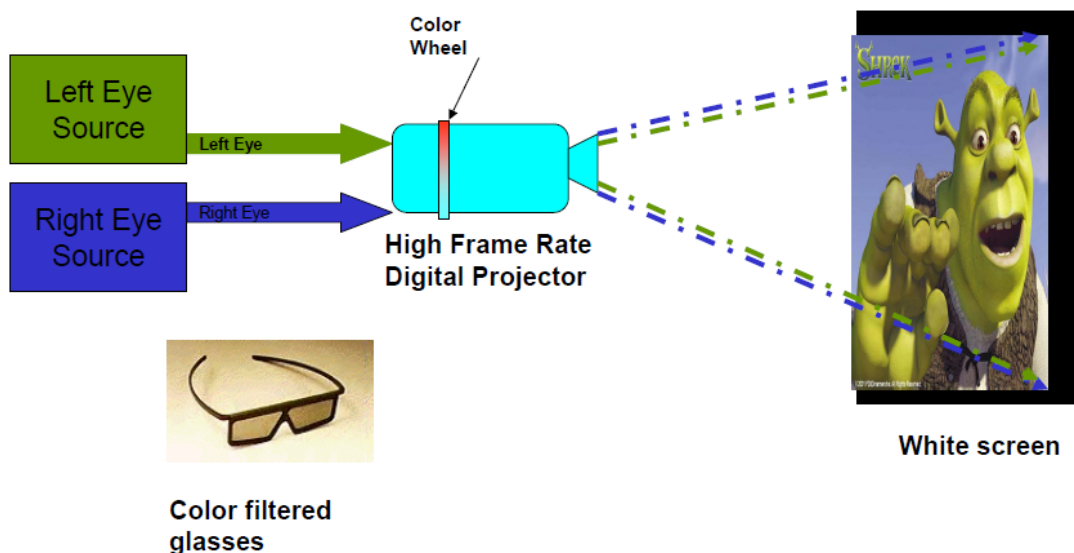 Color
Wheel
Left Eye
Source
Left Eye
Right Eye
Source
Right Eye
High Frame Rate
Digital Projector
SHREK
White screen
Color filtered
glasses